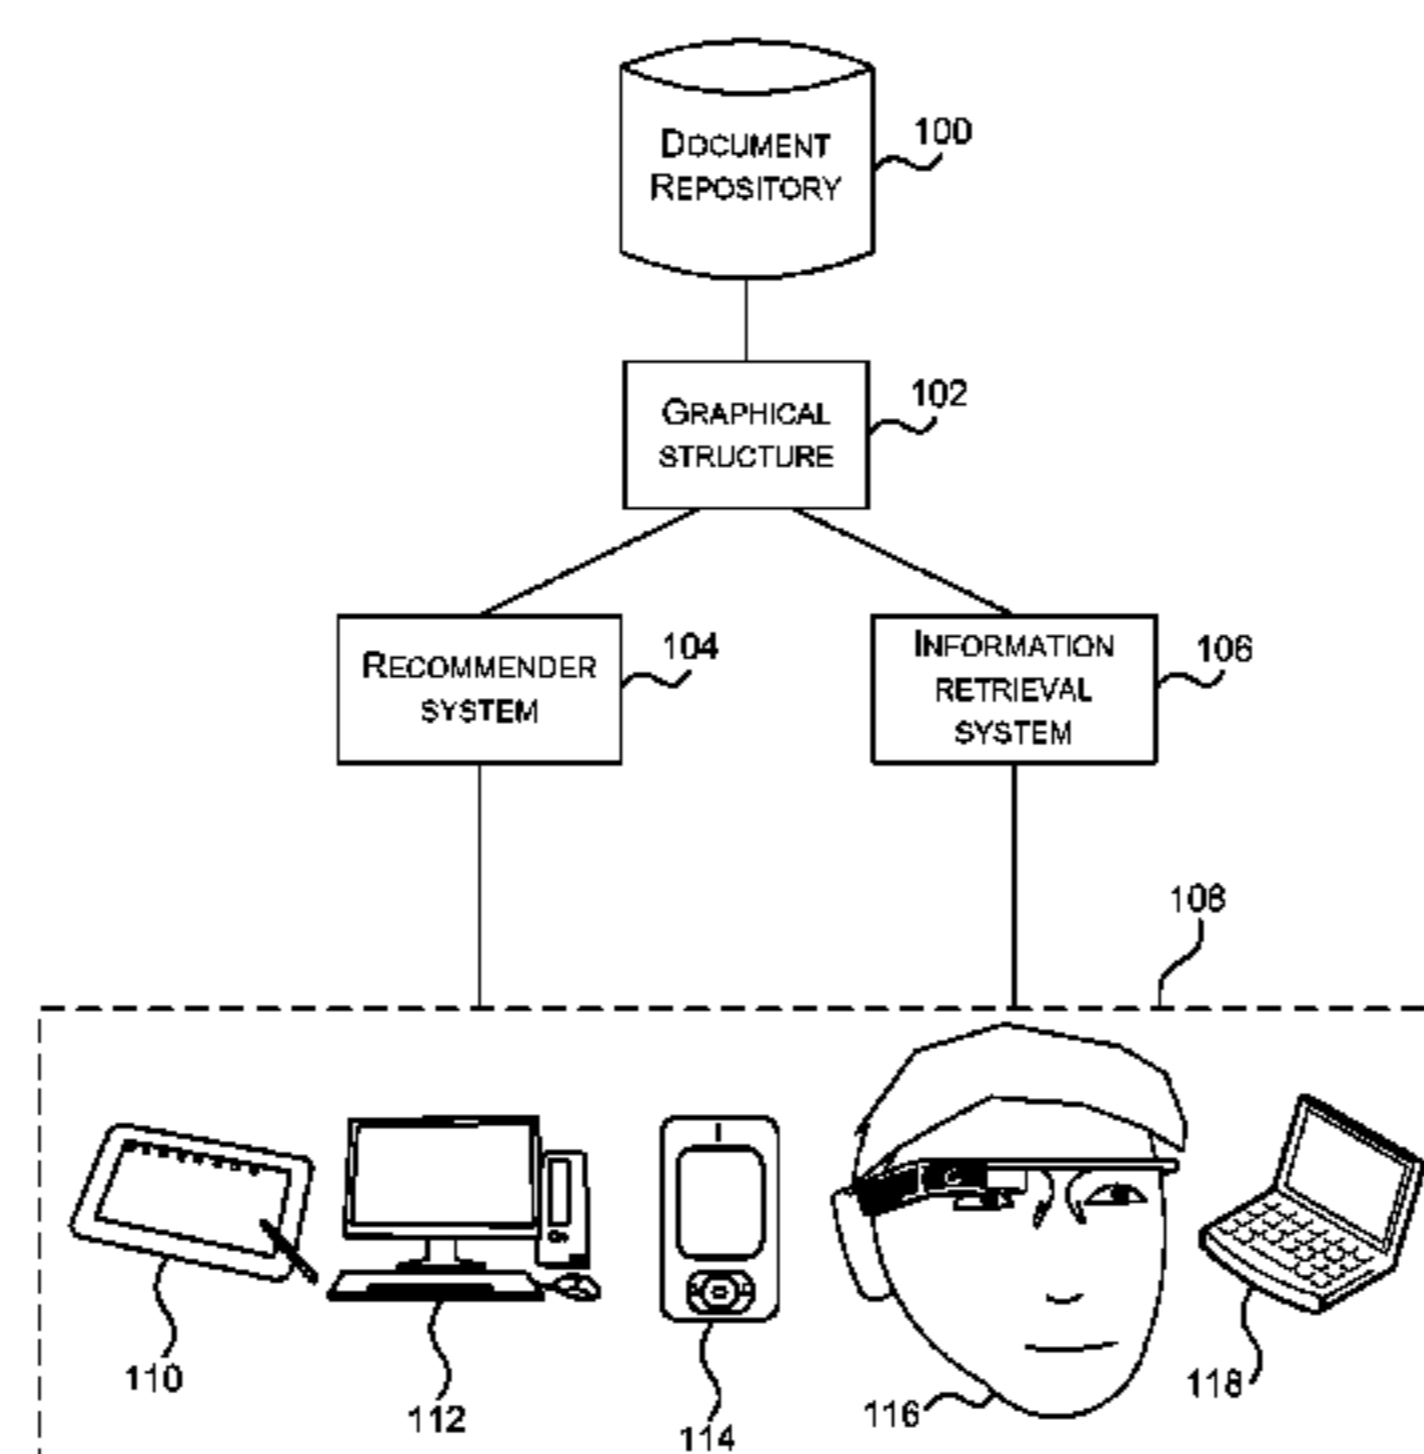 DOCUMENT
REPOSITORY
100
GRAPHICAL
STRUCTURE
102
RECOMMENDER
SYSTEM
104
INFORMATION
RETRIEVAL
SYSTEM
106
108
110
112
114
116
118